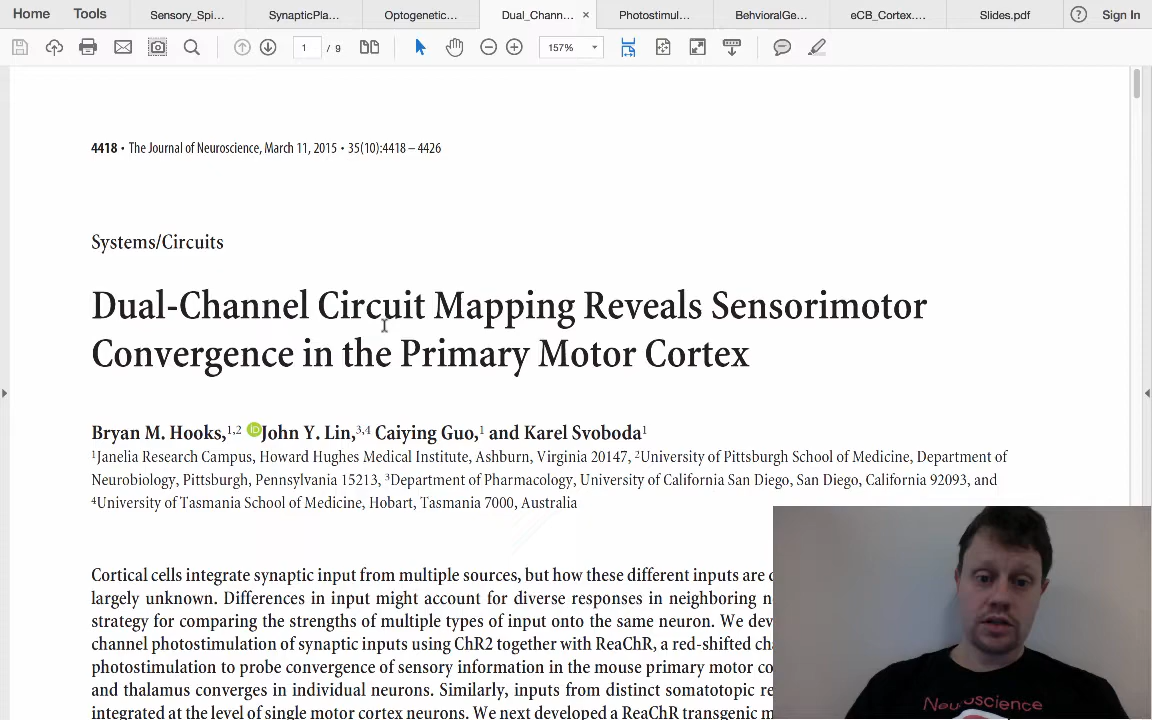 Home Tools Sensory_Spi... SynapticPla... Optogenetic... Dual_Chann... × Photostimul... BehvioralGe... eCB_Cortex.... Slides.pdf ? Sign In
1 / 9 157%
4418 • The Journal of Neuroscience, March 11, 2015 • 35(10):4418 – 4426
Systems/Circuits
Dual-Channel Circuit Mapping Reveals Sensorimotor
Convergence in the Primary Motor Cortex
Bryan M. Hooks,1,2 iD John Y. Lin,3,4 Caiying Guo,1 and Karel Svoboda1
1Janelia Research Campus, Howard Hughes Medical Institute, Ashburn, Virginia 20147, 2University of Pittsburgh School of Medicine, Department of
Neurobiology, Pittsburgh, Pennsylvania 15213, 3Department of Pharmacology, University of California San Diego, San Diego, California 92093, and
4University of Tasmania School of Medicine, Hobart, Tasmania 7000, Australia
Cortical cells integrate synaptic input from multiple sources, but how these different inputs are
largely unknown. Differences in input might account for diverse responses in neighboring
strategy for comparing the strengths of multiple types of input onto the same neuron. We
channel photostimulation of synaptic inputs using ChR2 together with ReaChR, a red-shifted
photostimulation to probe convergence of sensory information in the mouse primary motor
and thalamus converges in individual neurons. Similarly, inputs from distinct somatotopic
integrated at the level of single motor cortex neurons. We next developed a ReaChR transgenic
Neuroscience